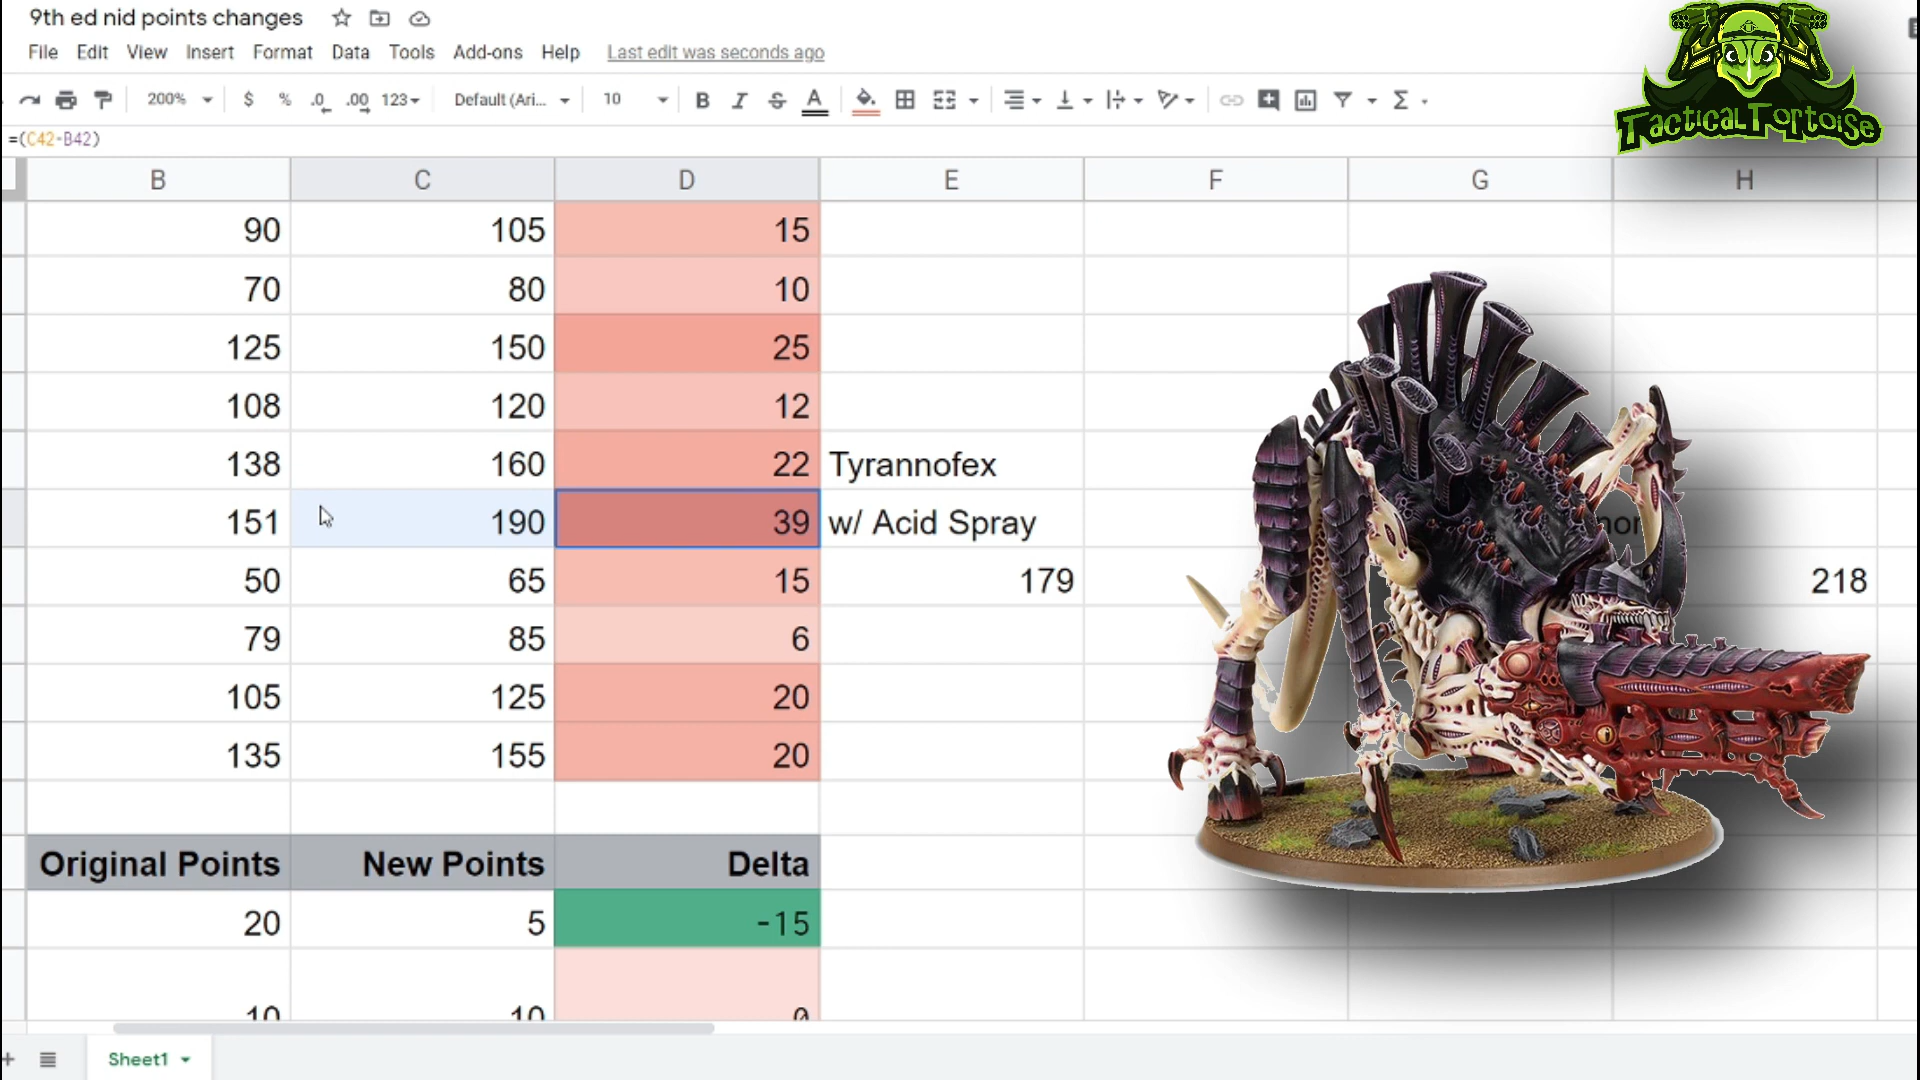 9th ed nid points changes
File Edit View Insert Format Data Tools Add-ons Help Last edit was seconds ago
200% $ % .0 .00 123 Default (Ari... 10 B I S A
=(C42-B42)
TacticalTortoise
B C D E F G H
90 105 15
70 80 10
125 150 25
108 120 12
138 160 22 Tyrannofex
151 190 39 w/ Acid Spray
50 65 15 179 218
79 85 6
105 125 20
135 155 20
Original Points New Points Delta
20 5 -15
10 10 0
Sheet1